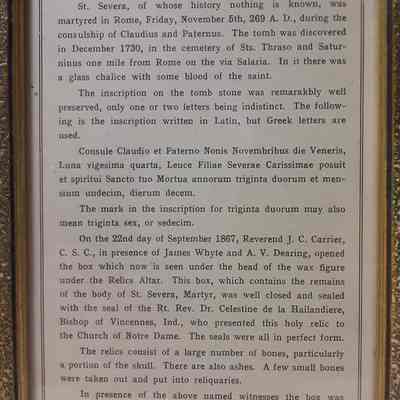 St. Severa, of whose history nothing is known, was
martyred in Rome, Friday, November 5th, 269 A. D., during the
consulship of Claudius and Paternus. The tomb was discovered
in December 1730, in the cemetery of Sts. Thraso and Satur-
ninus one mile from Rome on the via Salaria. In it there was
a glass chalice with some blood of the saint.
The inscription on the tomb stone was remarakbly well
preserved, only one or two letters being indistinct. The follow-
ing is the inscription written in Latin, but Greek letters are
used.
Consule Claudio et Paterno Nonis Novembribus die Veneris,
Luna vigesima quarta, Leuce Filiae Severae Carissimae posuit
et spiritui Sancto tuo Mortua annorum triginta duorum et men-
sium undecim, dierum decem.
The mark in the inscription for triginta duorum may also
mean triginta sex, or sedecim.
On the 22nd day of September 1867, Reverend J. C. Carrier,
C. S. C., in presence of James Whyte and A. V. Dearing, opened
the box which now is seen under the bead of the wax figure
under the Relics Altar. This box, which contains the remains
of the body of St. Severa, Martyr, was well closed and sealed
with the seal of the Rt. Rev. Dr. Celestine de la Hailandiere,
Bishop of Vincennes, Ind., who presented this holy relic to
the Church of Notre Dame. The seals were all in perfect form.
The relics consist of a large number of bones, particularly
a portion of the skull. There are also ashes. A few small bones
were taken out and put into reliquaries.
In presence of the above named witnesses the box was